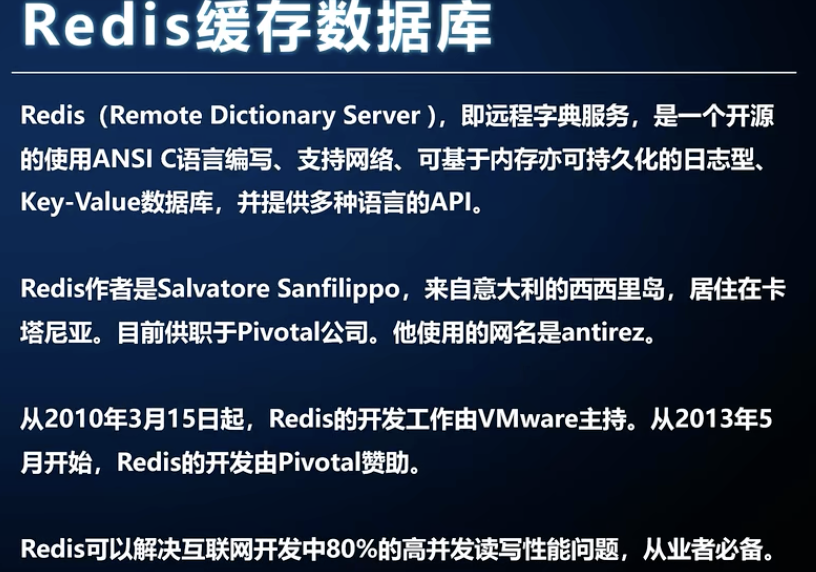 Redis缓存数据库
Redis（Remote Dictionary Server )，即远程字典服务，是一个开源
的使用ANSI C语言编写、支持网络、可基于内存亦可持久化的日志型、
Key-Value数据库，并提供多种语言的API。
Redis作者是Salvatore Sanfilippo，来自意大利的西西里岛，居住在卡
塔尼亚。目前供职于Pivotal公司。他使用的网名是antirez。
从2010年3月15日起，Redis的开发工作由VMware主持。从2013年5
月开始，Redis的开发由Pivotal赞助。
Redis可以解决互联网开发中80%的高并发读写性能问题，从业者必备。